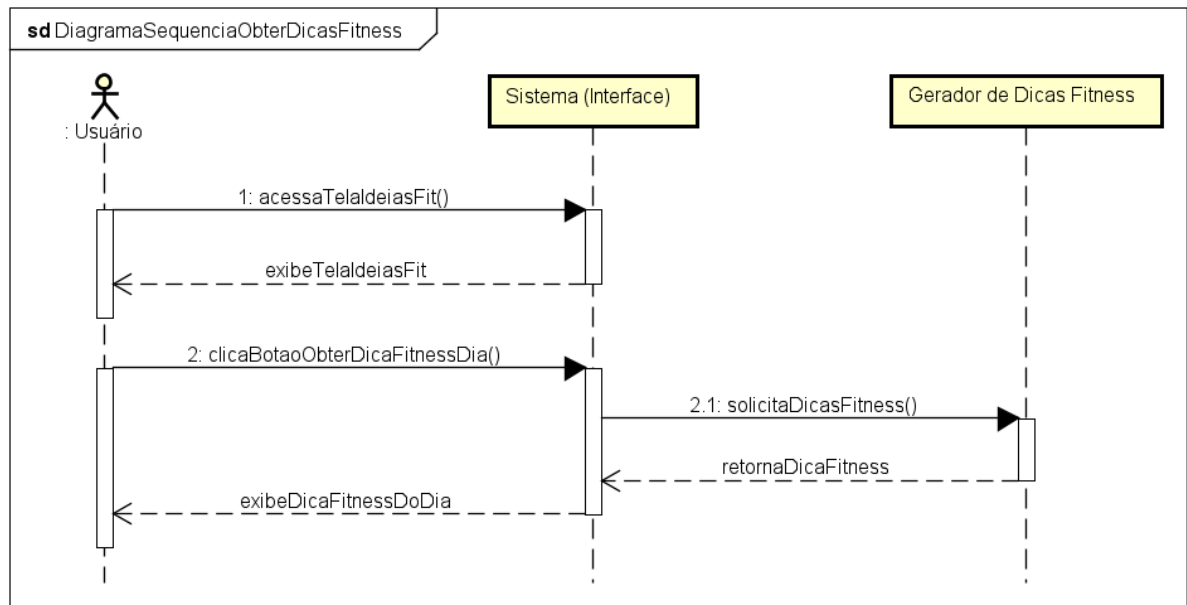 sd DiagramaSequenciaObterDicasFitness
: Usuário
Sistema (Interface)
Gerador de Dicas Fitness
1: acessaTelaIdeiasFit()
exibeTelaIdeiasFit
2: clicaBotaoObterDicaFitnessDia()
2.1: solicitaDicasFitness()
retornaDicaFitness
exibeDicaFitnessDoDia